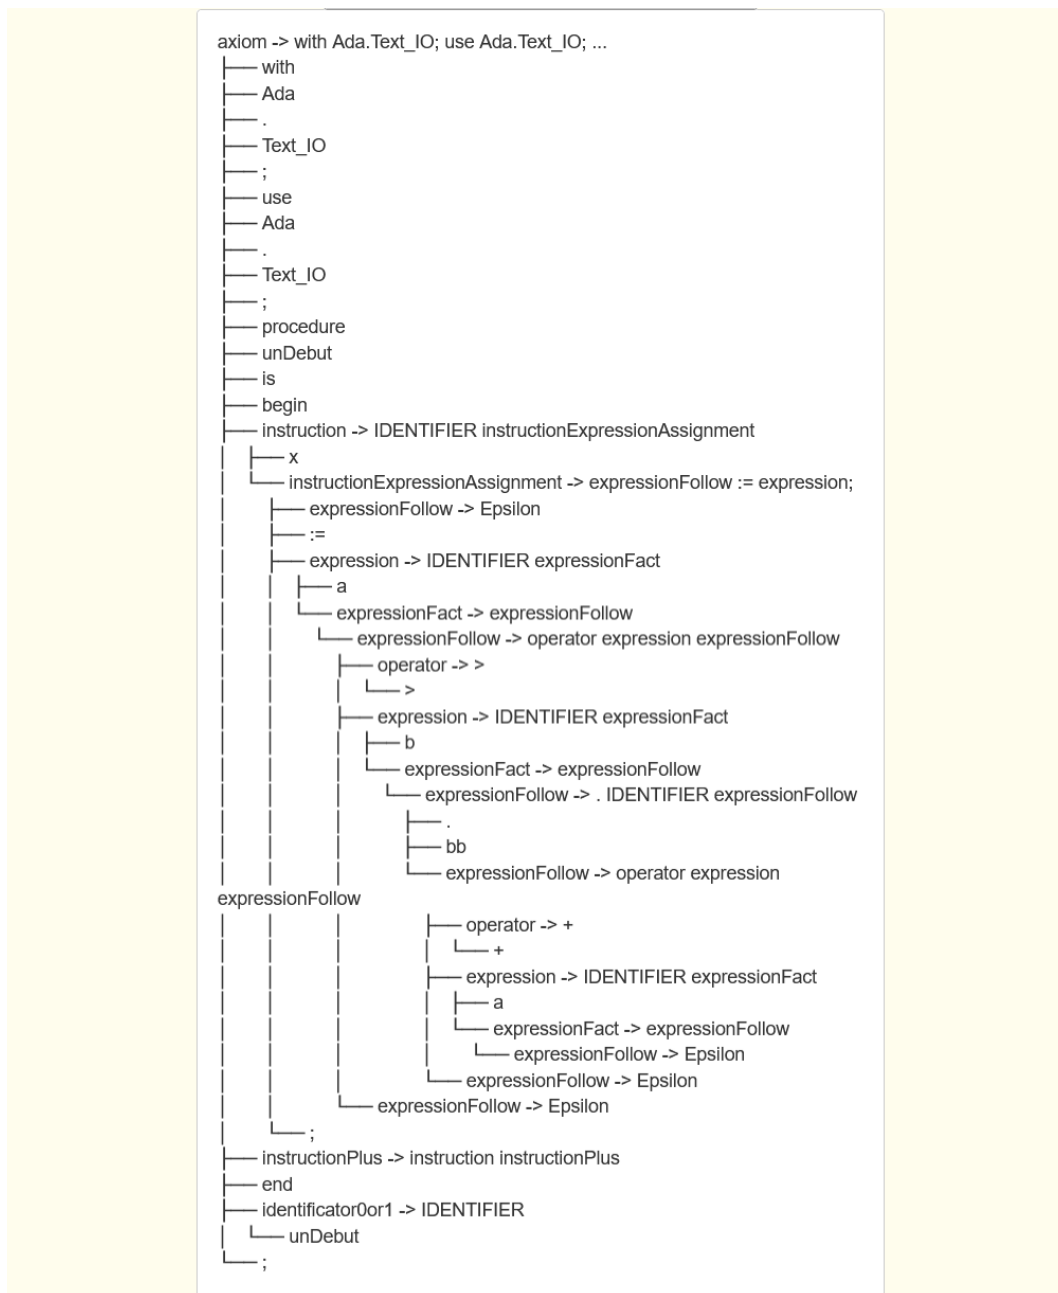 axiom -> with Ada.Text_IO; use Ada.Text_IO; ...
with
Ada
.
Text_IO
;
use
Ada
.
Text_IO
;
procedure
unDebut
is
begin
instruction -> IDENTIFIER instructionExpressionAssignment
x
instructionExpressionAssignment -> expressionFollow := expression;
expressionFollow -> Epsilon
:=
expression -> IDENTIFIER expressionFact
a
expressionFact -> expressionFollow
expressionFollow -> operator expression expressionFollow
operator -> >
>
expression -> IDENTIFIER expressionFact
b
expressionFact -> expressionFollow
expressionFollow -> . IDENTIFIER expressionFollow
.
bb
expressionFollow -> operator expression
expressionFollow
operator -> +
+
expression -> IDENTIFIER expressionFact
a
expressionFact -> expressionFollow
expressionFollow -> Epsilon
expressionFollow -> Epsilon
expressionFollow -> Epsilon
;
instructionPlus -> instruction instructionPlus
end
identificator0or1 -> IDENTIFIER
unDebut
;